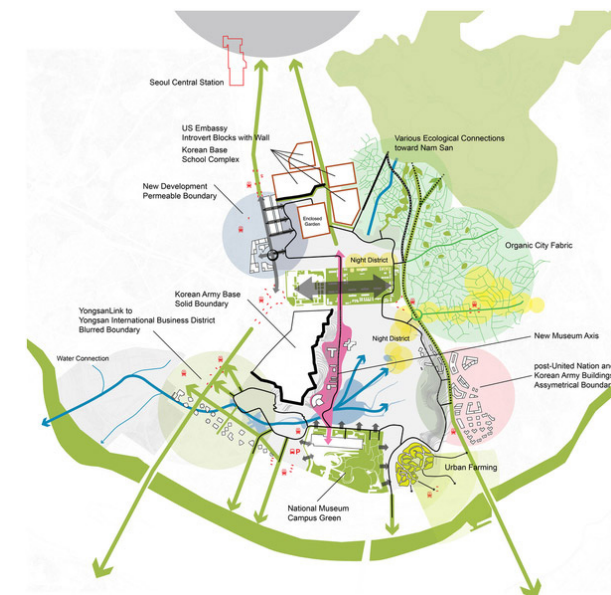 Seoul Central Station
US Embassy
Introvert Blocks with Wall
Korean Base
School Complex
Various Ecological Connections
toward Nam San
New Development
Permeable Boundary
Enclosed
Garden
Organic City Fabric
Night District
Korean Army Base
Solid Boundary
YongsanLink to
Yongsan International Business District
Blurred Boundary
Night District
New Museum Axis
Water Connection
post-United Nation and
Korean Army Buildings
Assymetrical Bounda
P
Urban Farming
National Museum
Campus Green